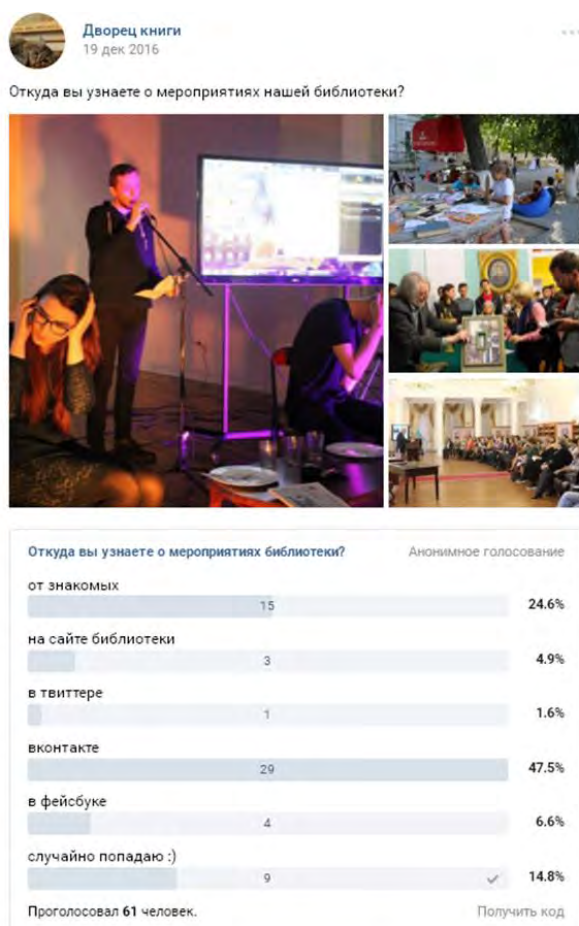 Дворец книги
19 дек 2016
Откуда вы узнаете о мероприятиях нашей библиотеки?
Откуда вы узнаете о мероприятиях библиотеки? Анонимное голосование
от знакомых
15 24.6%
на сайте библиотеки
3 4.9%
в твиттере
1 1.6%
вконтакте
29 47.5%
в фейсбуке
4 6.6%
случайно попадаю :)
9 14.8%
Проголосовал 61 человек. Получить код